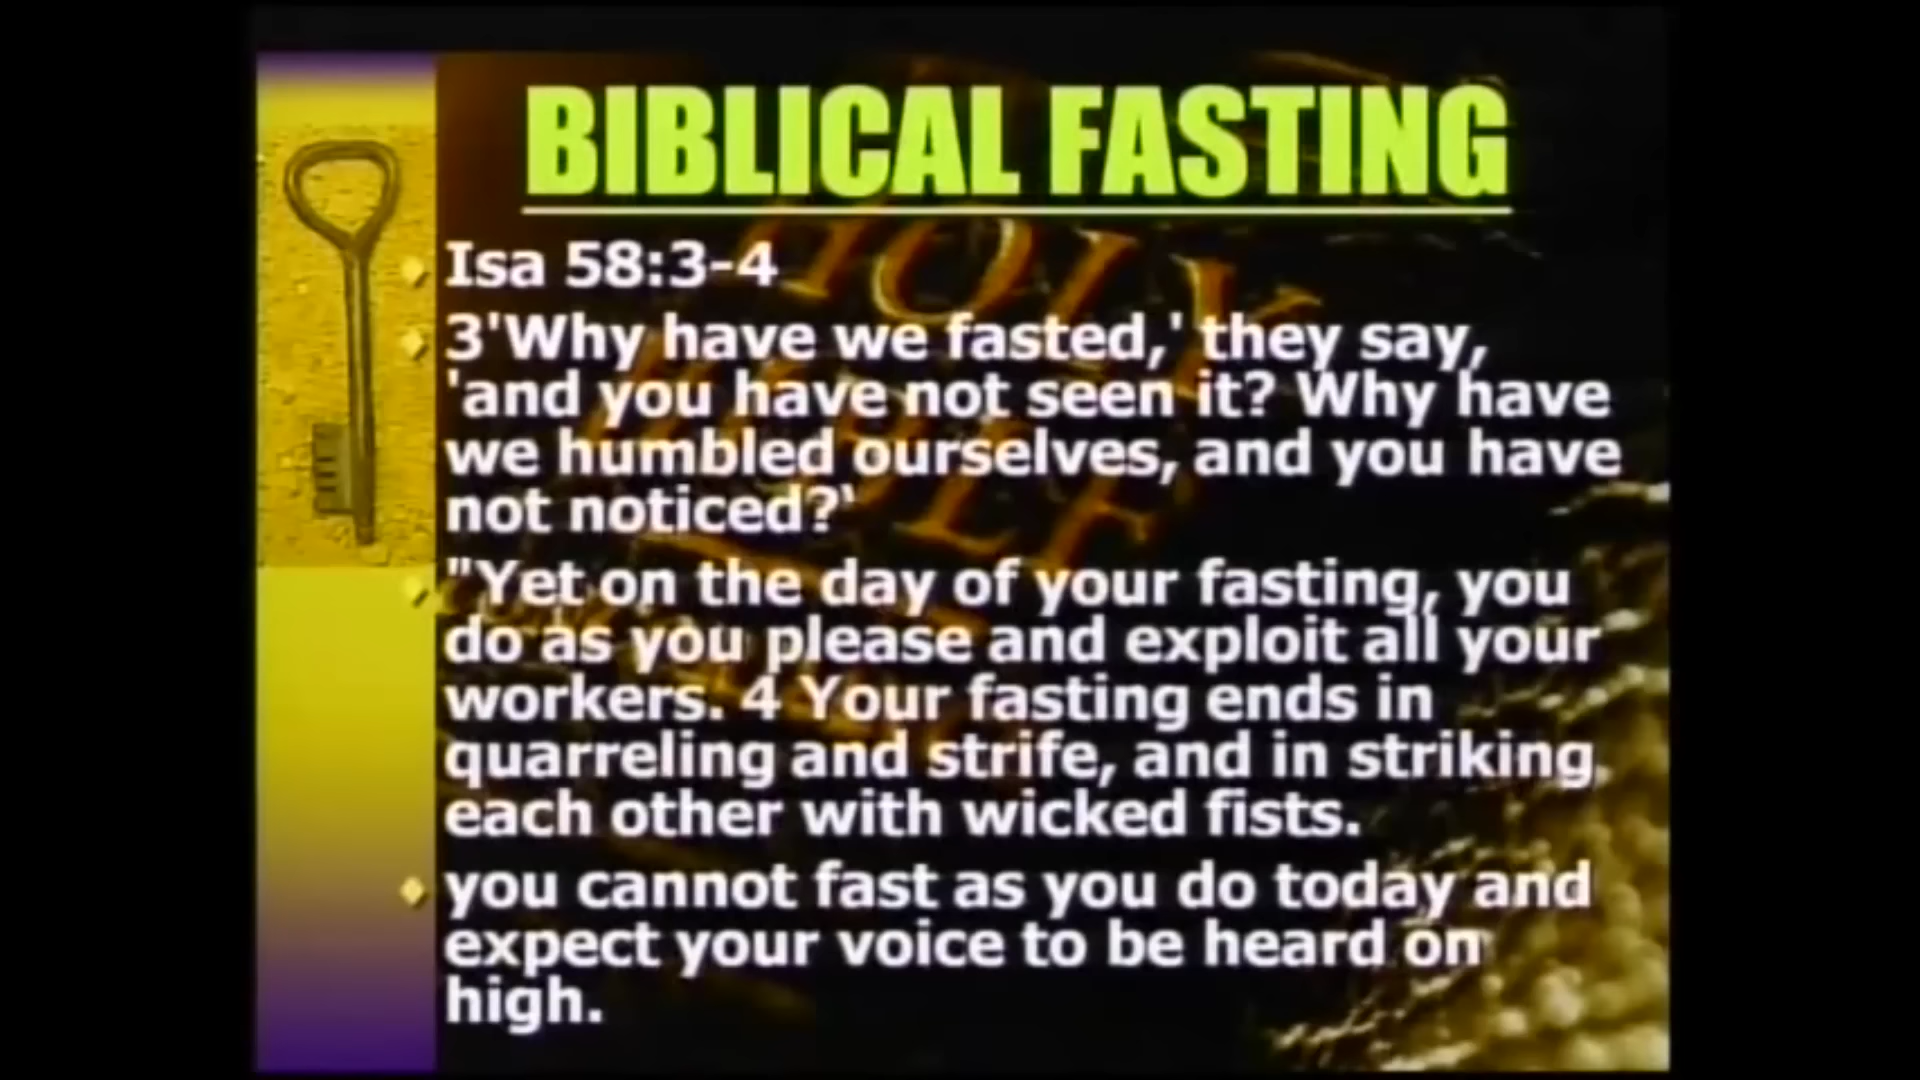 BIBLICAL FASTING
Isa 58:3-4
3'Why have we fasted,' they say,
'and you have not seen it? Why have
we humbled ourselves, and you have
not noticed?'
"Yet on the day of your fasting, you
do as you please and exploit all your
workers. 4 Your fasting ends in
quarreling and strife, and in striking
each other with wicked fists.
you cannot fast as you do today and
expect your voice to be heard on
high.
HOLY
BIBLE